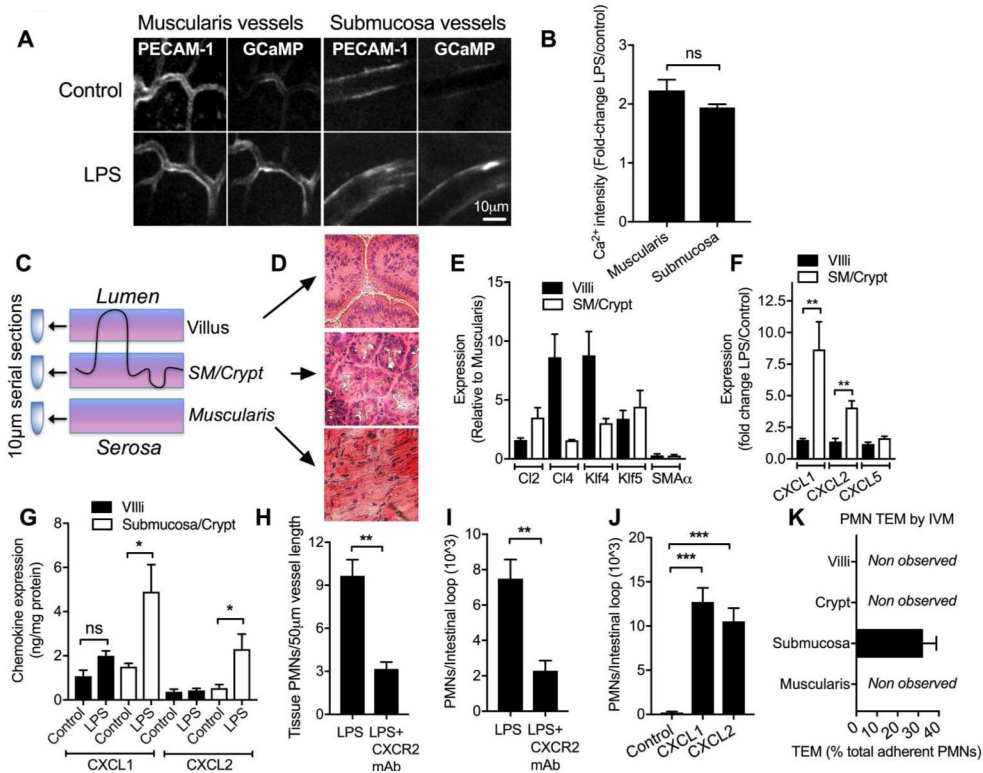 A
Muscularis vessels Submucosa vessels
PECAM-1 GCaMP PECAM-1 GCaMP
Control
LPS
10μm
B
Ca2+ intensity (Fold-change LPS/control)
3
2
1
0
ns
Muscularis
Submucosa
C
10μm serial sections
Lumen
Villus
SM/Crypt
Muscularis
Serosa
D
E
Villi
SM/Crypt
Expression
(Relative to Muscularis)
15
10
5
0
Cl2 Cl4 Klf4 Klf5 SMAα
F
VIlli
SM/Crypt
Expression
(fold change LPS/Control)
12.5
10.0
7.5
5.0
2.5
0.0
**
**
CXCL1
CXCL2
CXCL5
G
VIlli
Submucosa/Crypt
Chemokine expression
(ng/mg protein)
8
6
4
2
0
ns
*
*
Control
LPS
Control
LPS
Control
LPS
Control
LPS
CXCL1 CXCL2
H
Tissue PMNs/50μm vessel length
12
9
6
3
0
**
LPS
LPS+
CXCR2
mAb
I
PMNs/Intestinal loop (10^3)
10
8
6
4
2
0
**
LPS
LPS+
CXCR2
mAb
J
PMNs/Intestinal loop (10^3)
20
15
10
5
0
***
***
Control
CXCL1
CXCL2
K
PMN TEM by IVM
Villi
Non observed
Crypt
Non observed
Submucosa
Muscularis
Non observed
0
10
20
30
40
TEM (% total adherent PMNs)